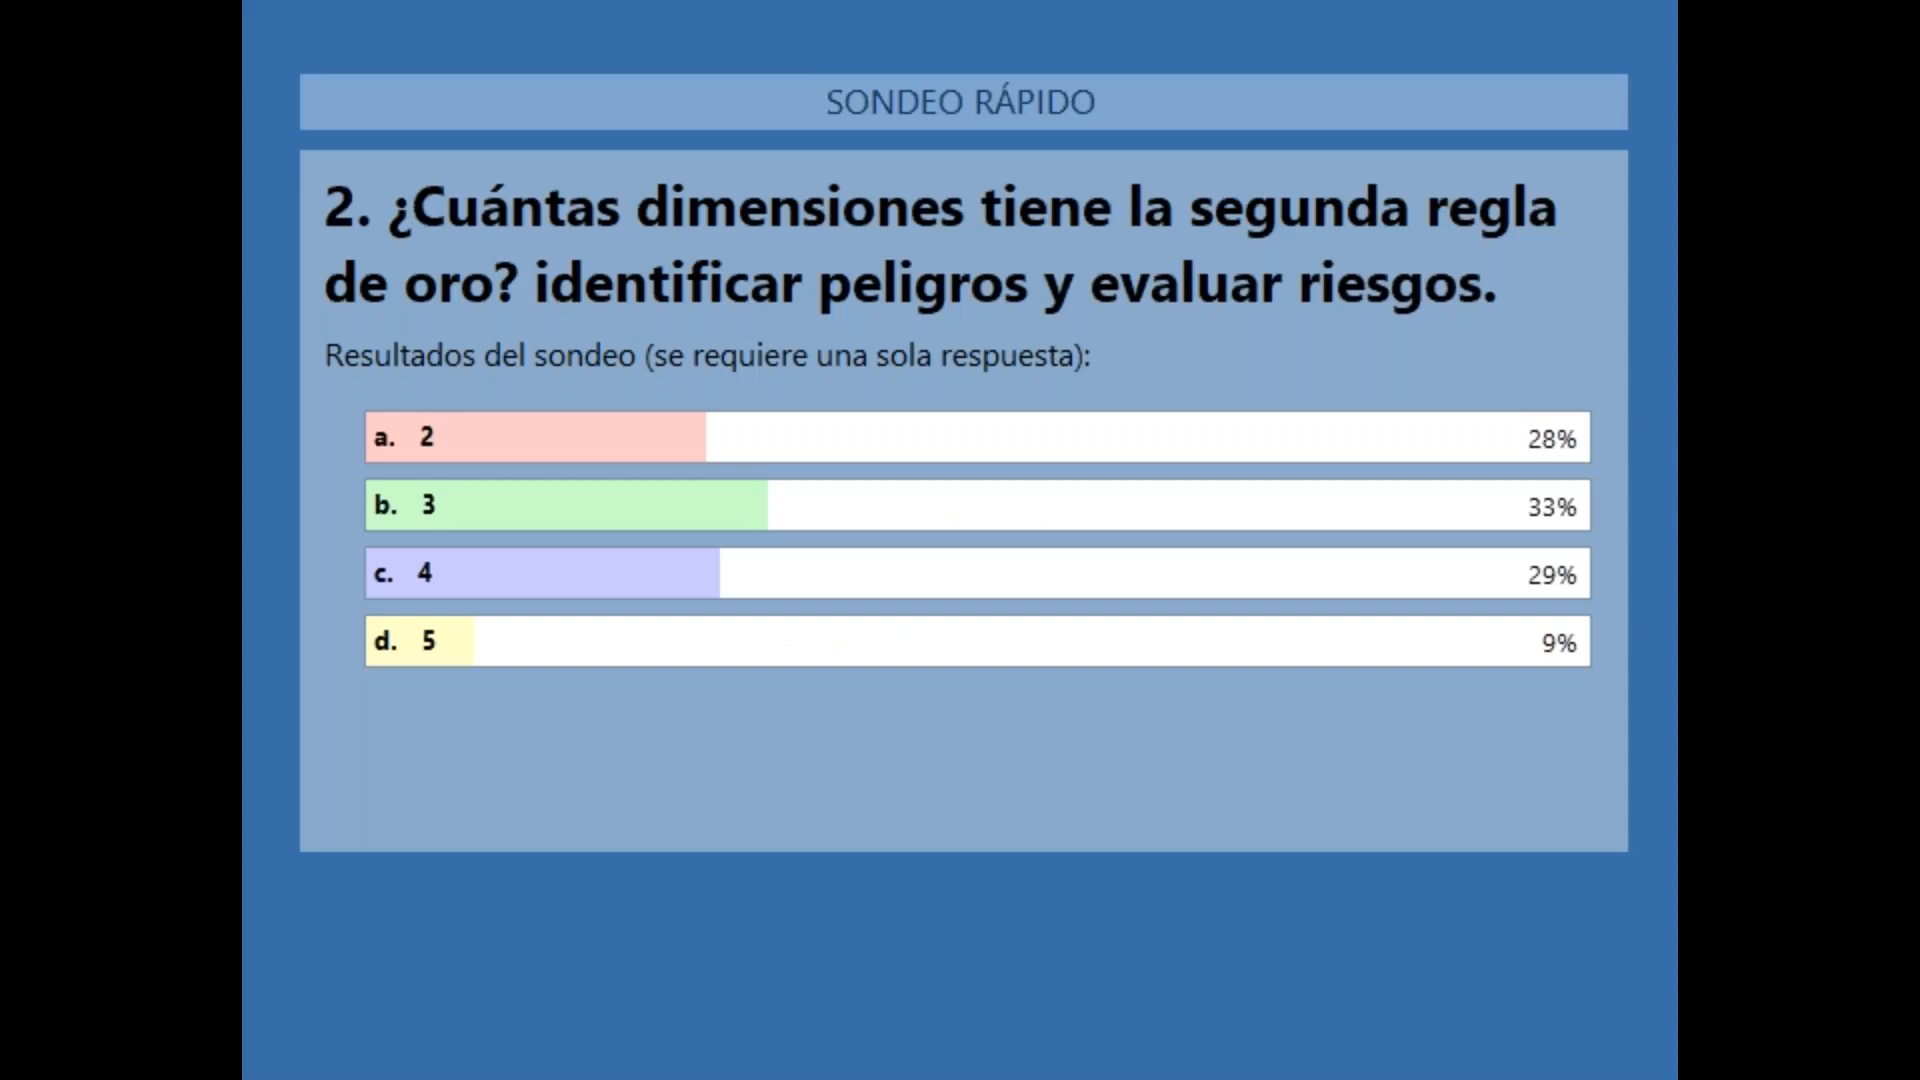 SONDEO RÁPIDO
2. ¿Cuántas dimensiones tiene la segunda regla
de oro? identificar peligros y evaluar riesgos.
Resultados del sondeo (se requiere una sola respuesta):
a. 2 28%
b. 3 33%
c. 4 29%
d. 5 9%